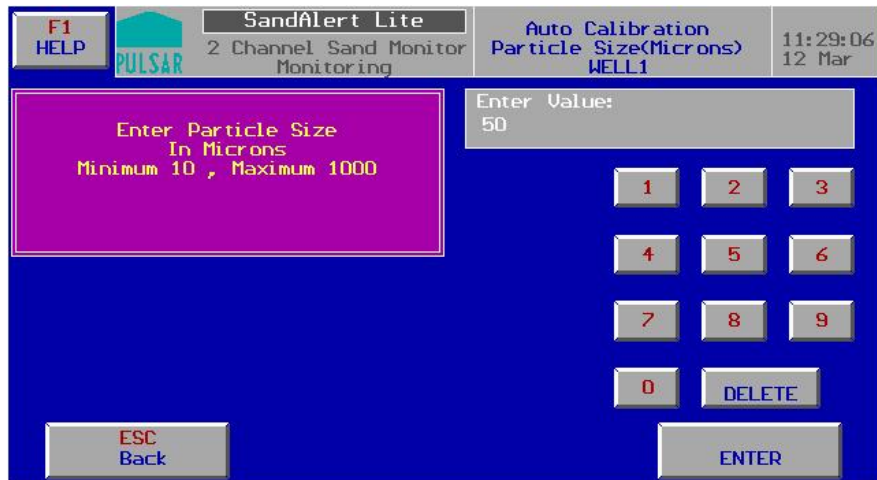 F1
HELP
PULSAR
SandAlert Lite
2 Channel Sand Monitor
Monitoring
Auto Calibration
Particle Size(Microns)
WELL1
11:29:06
12 Mar
Enter Particle Size
In Microns
Minimum 10 , Maximum 1000
Enter Value:
50
1 2 3
4 5 6
7 8 9
0 DELETE
ESC
Back
ENTER